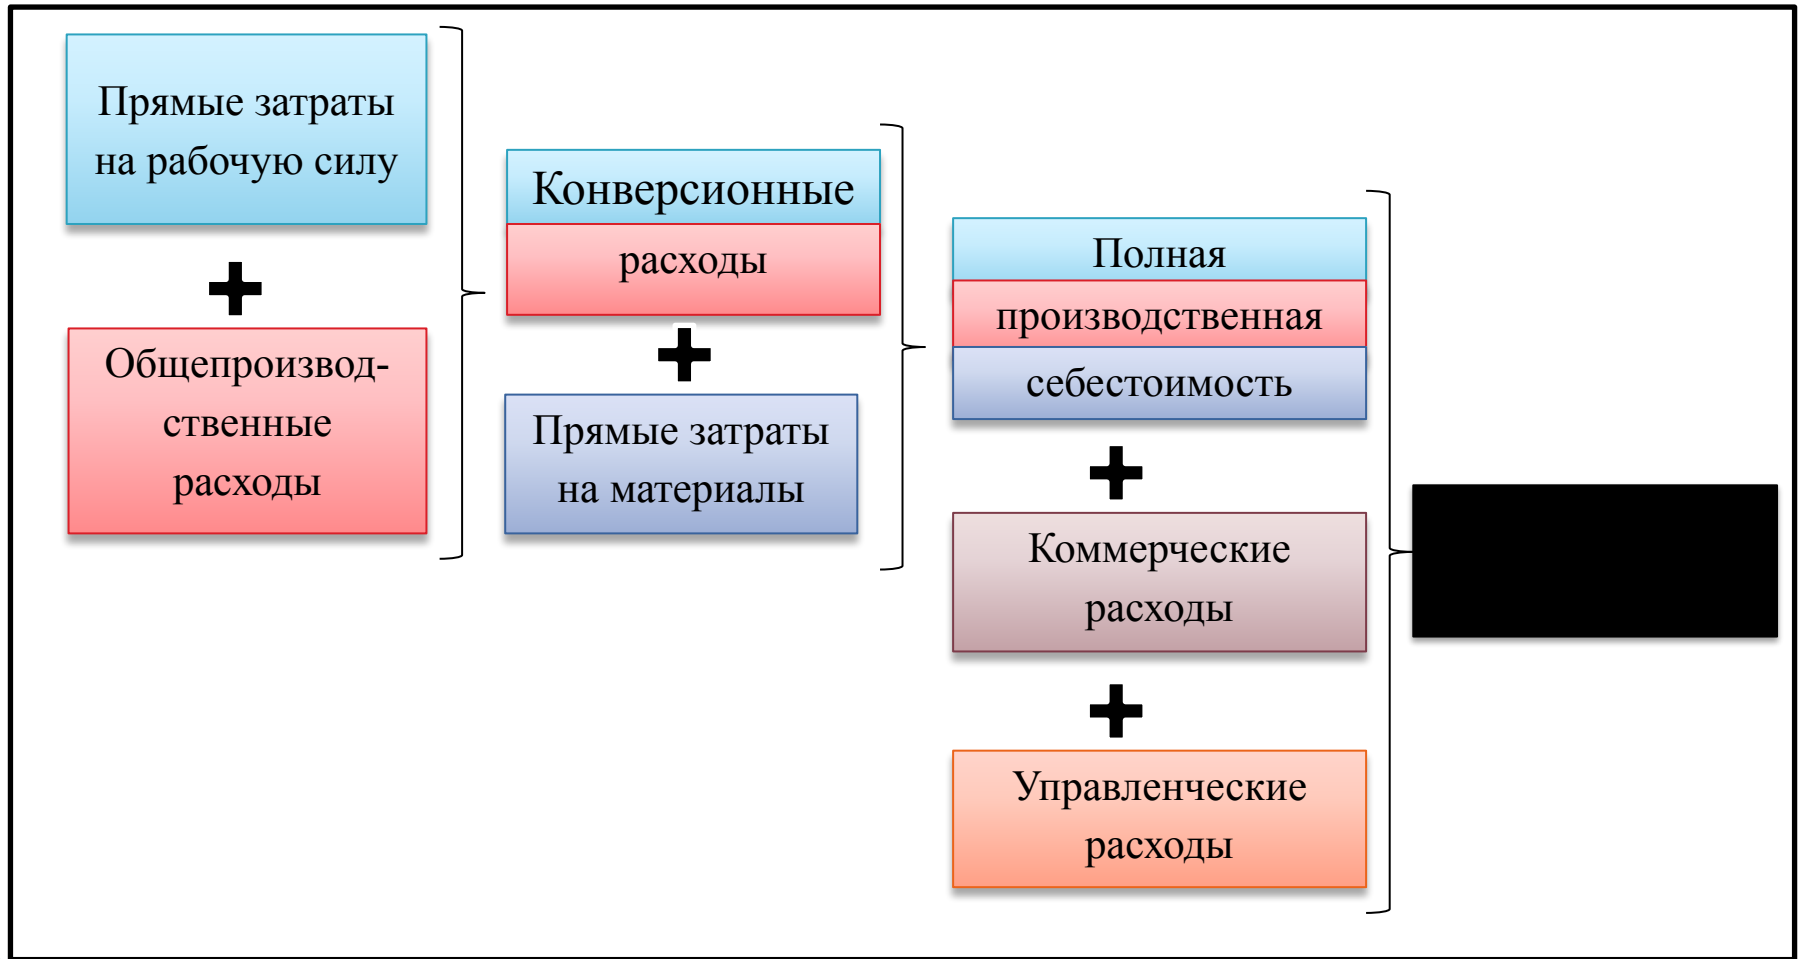 Прямые затраты
на рабочую силу
Общепроизвод-
ственные
расходы
Конверсионные
расходы
Прямые затраты
на материалы
Полная
производственная
себестоимость
Коммерческие
расходы
Управленческие
расходы